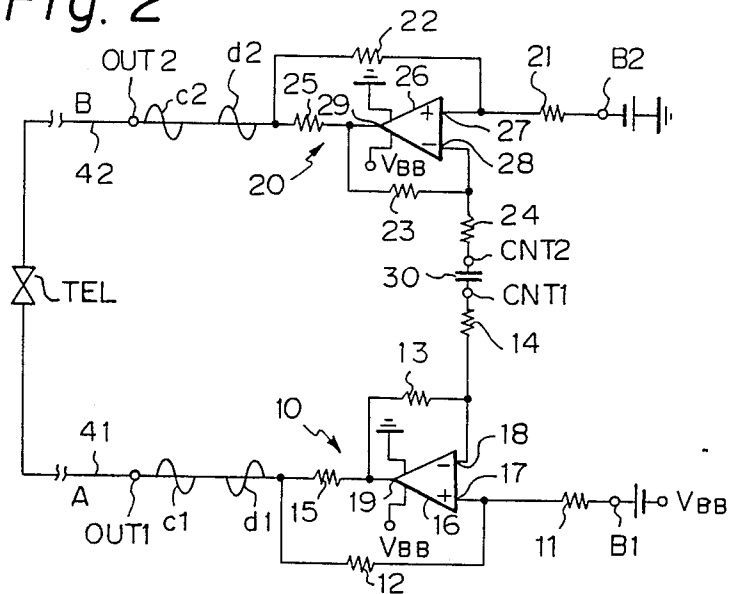 Fig. 2
22
OUT2
d2
21
B2
25
26
B
c2
29
+
27
−
28
42
20
VBB
23
24
CNT2
30
CNT1
TEL
14
13
10
18
−
17
+
41
A
OUT1
c1
d1
15
19
16
11
B1
VBB
VBB
12